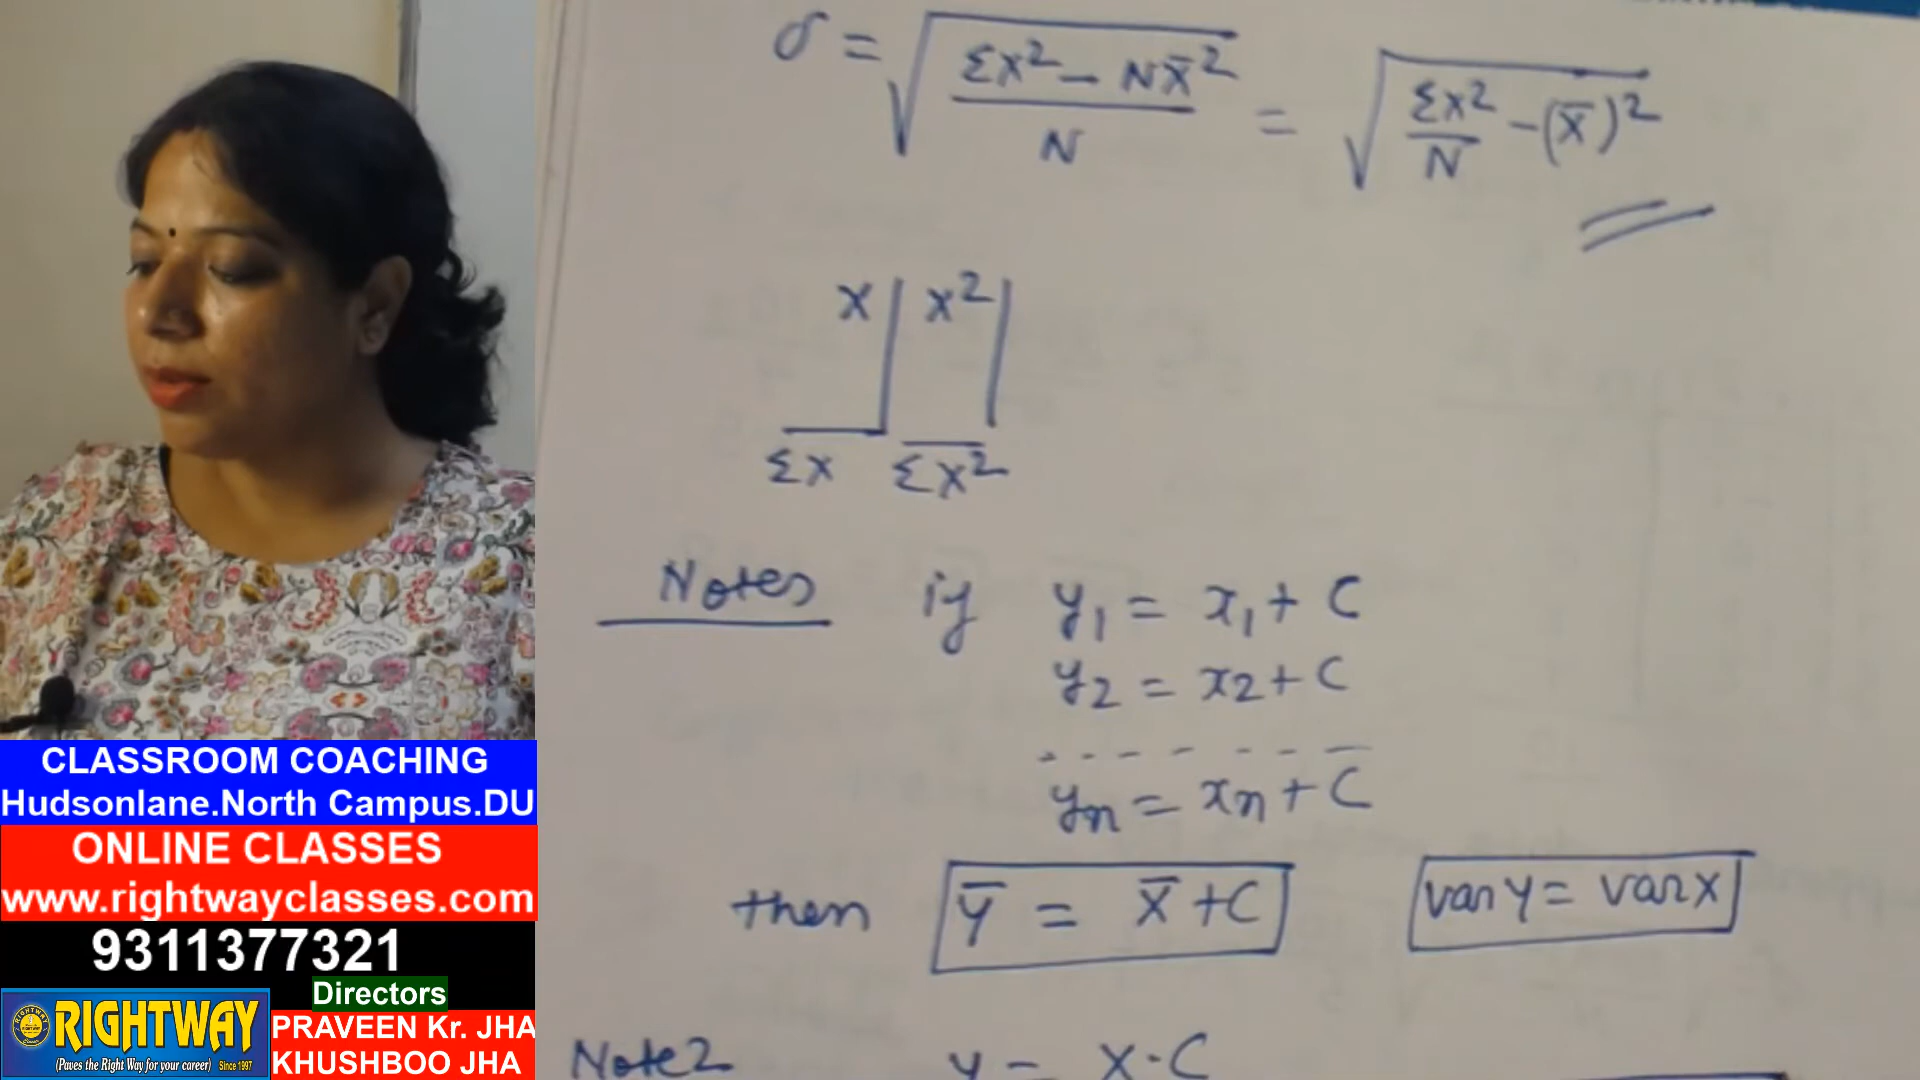 σ = √((Σx² - Nx̄²)/N) = √(Σx²/N - (x̄)²)
x | x² |
Σx Σx²
Notes if y₁ = x₁ + C
y₂ = x₂ + C
- - - - - - -
yₙ = xₙ + C
then ȳ = x̄ + C var y = var x
Note2 y = x·C
CLASSROOM COACHING
Hudsonlane.North Campus.DU
ONLINE CLASSES
www.rightwayclasses.com
9311377321
Directors
RIGHTWAY
(Paves the Right Way for your career) Since 1997
PRAVEEN Kr. JHA
KHUSHBOO JHA